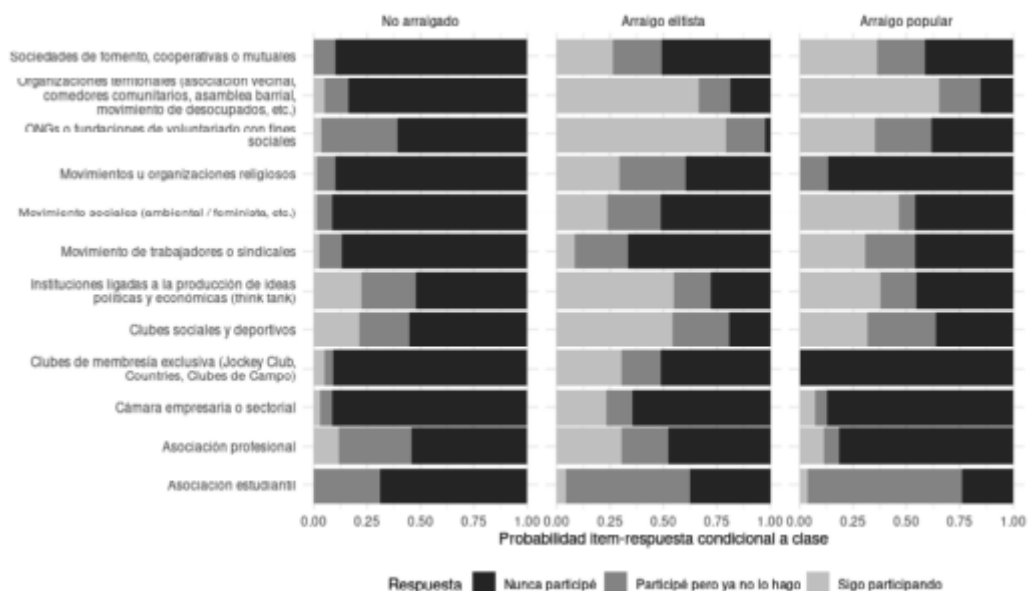 No arraigado
Arraigo elitista
Arraigo popular
Sociedades de fomento, cooperativas o mutuales
Organizaciones territoriales (asociación vecinal,
comedores comunitarios, asamblea barrial,
movimiento de desocupados, etc.)
ONGs o fundaciones de voluntariado con fines
sociales
Movimientos u organizaciones religiosos
Movimiento sociales (ambiental / feminista, etc.)
Movimiento de trabajadores o sindicales
Instituciones ligadas a la producción de ideas
políticas y económicas (think tank)
Clubes sociales y deportivos
Clubes de membresía exclusiva (Jockey Club,
Countries, Clubes de Campo)
Cámara empresaria o sectorial
Asociación profesional
Asociación estudiantil
0.00 0.25 0.50 0.75 1.00 0.00 0.25 0.50 0.75 1.00 0.00 0.25 0.50 0.75 1.00
Probabilidad item-respuesta condicional a clase
Respuesta Nunca participé Participé pero ya no lo hago Sigo participando